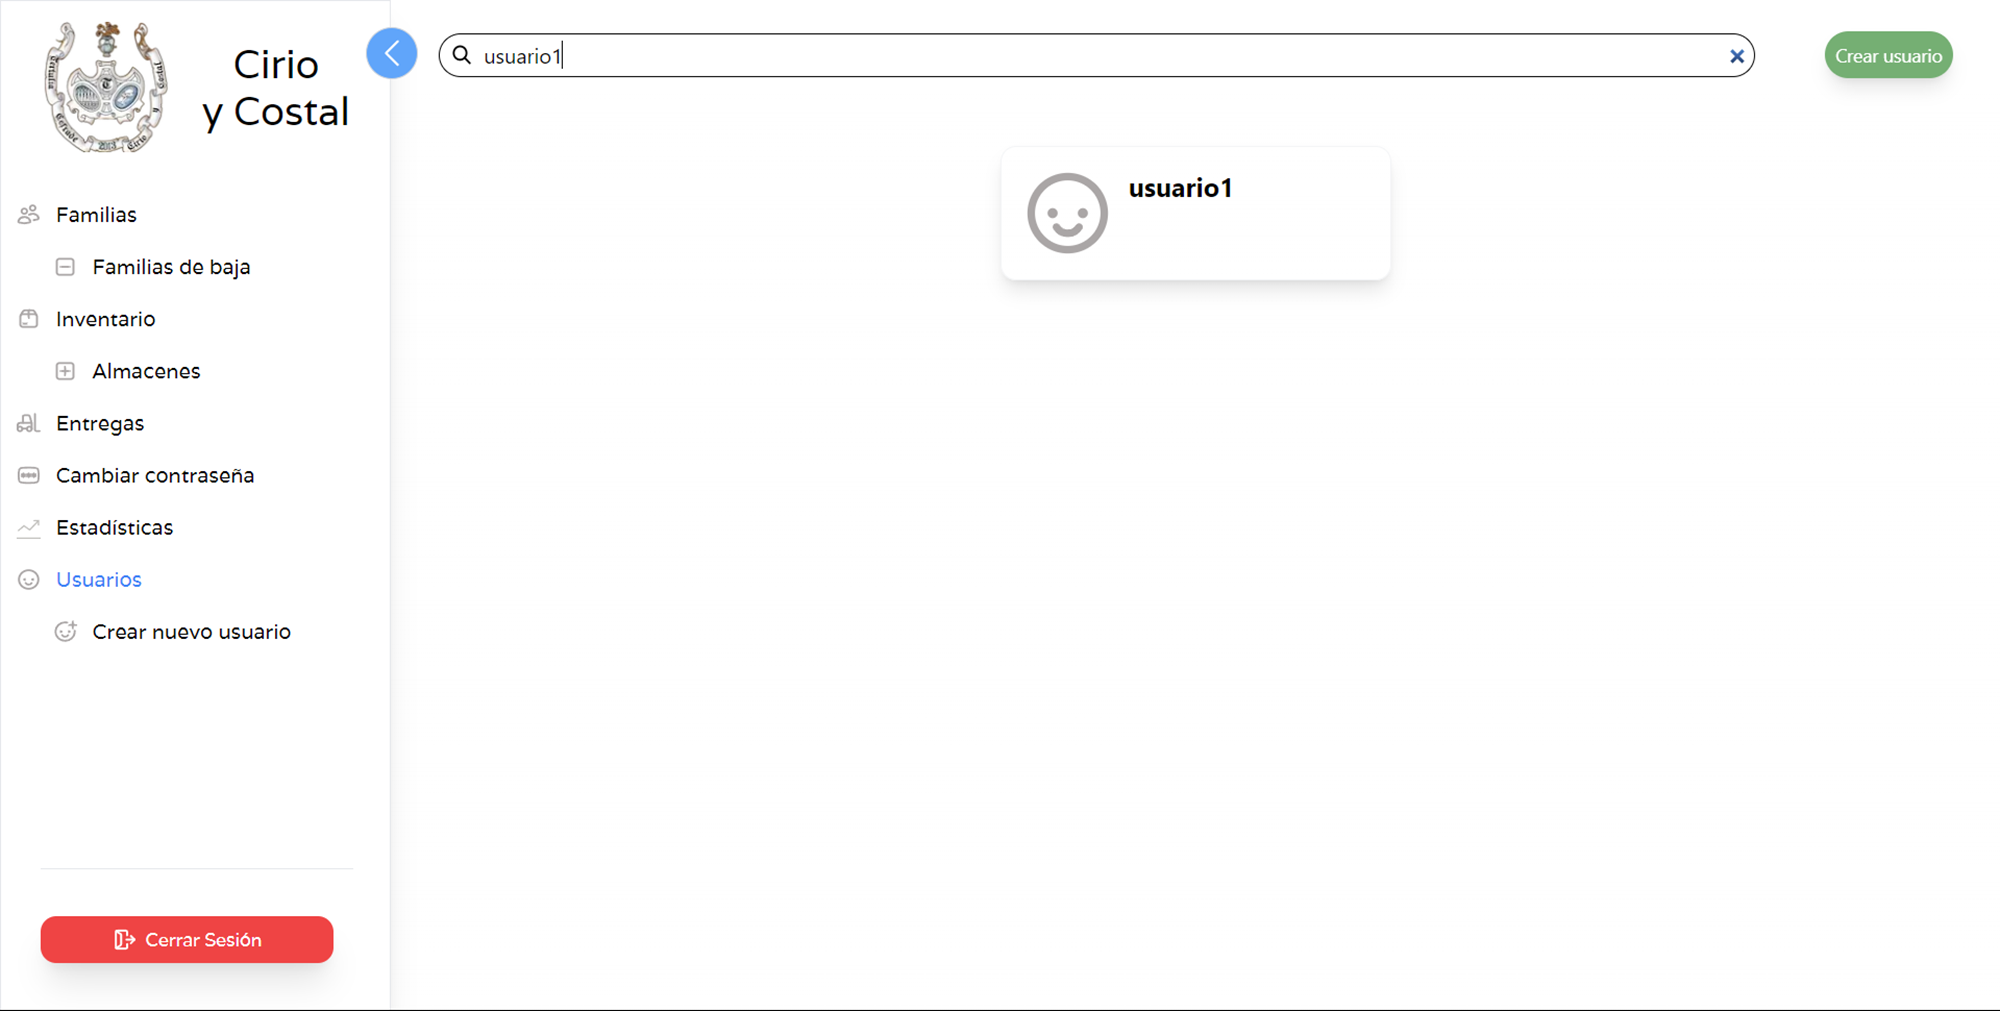 Cirio
y Costal
usuario1
Crear usuario
usuario1
Familias
Familias de baja
Inventario
Almacenes
Entregas
Cambiar contraseña
Estadísticas
Usuarios
Crear nuevo usuario
Cerrar Sesión